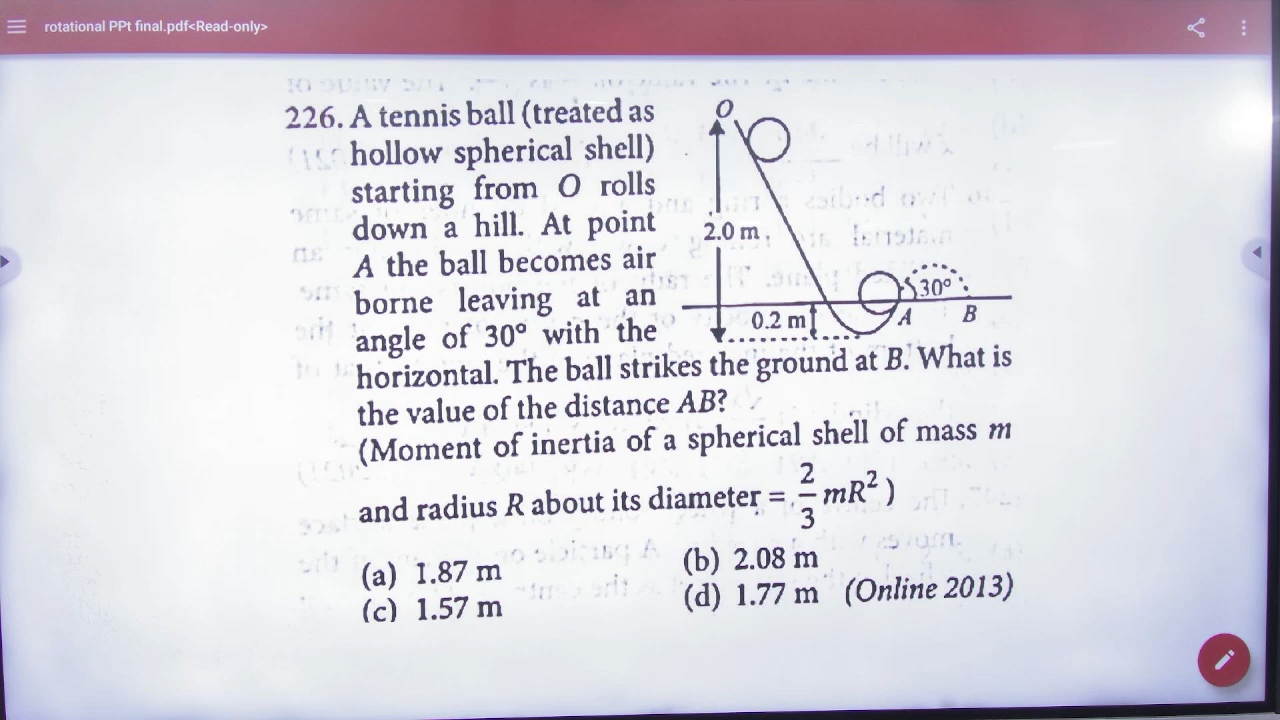 rotational PPt final.pdf<Read-only>
226. A tennis ball (treated as
hollow spherical shell)
starting from O rolls
down a hill. At point
A the ball becomes air
borne leaving at an
angle of 30° with the
horizontal. The ball strikes the ground at B. What is
the value of the distance AB?
(Moment of inertia of a spherical shell of mass m
and radius R about its diameter = 2/3 mR² )
(a) 1.87 m (b) 2.08 m
(c) 1.57 m (d) 1.77 m (Online 2013)
O
2.0 m
0.2 m
30°
A B